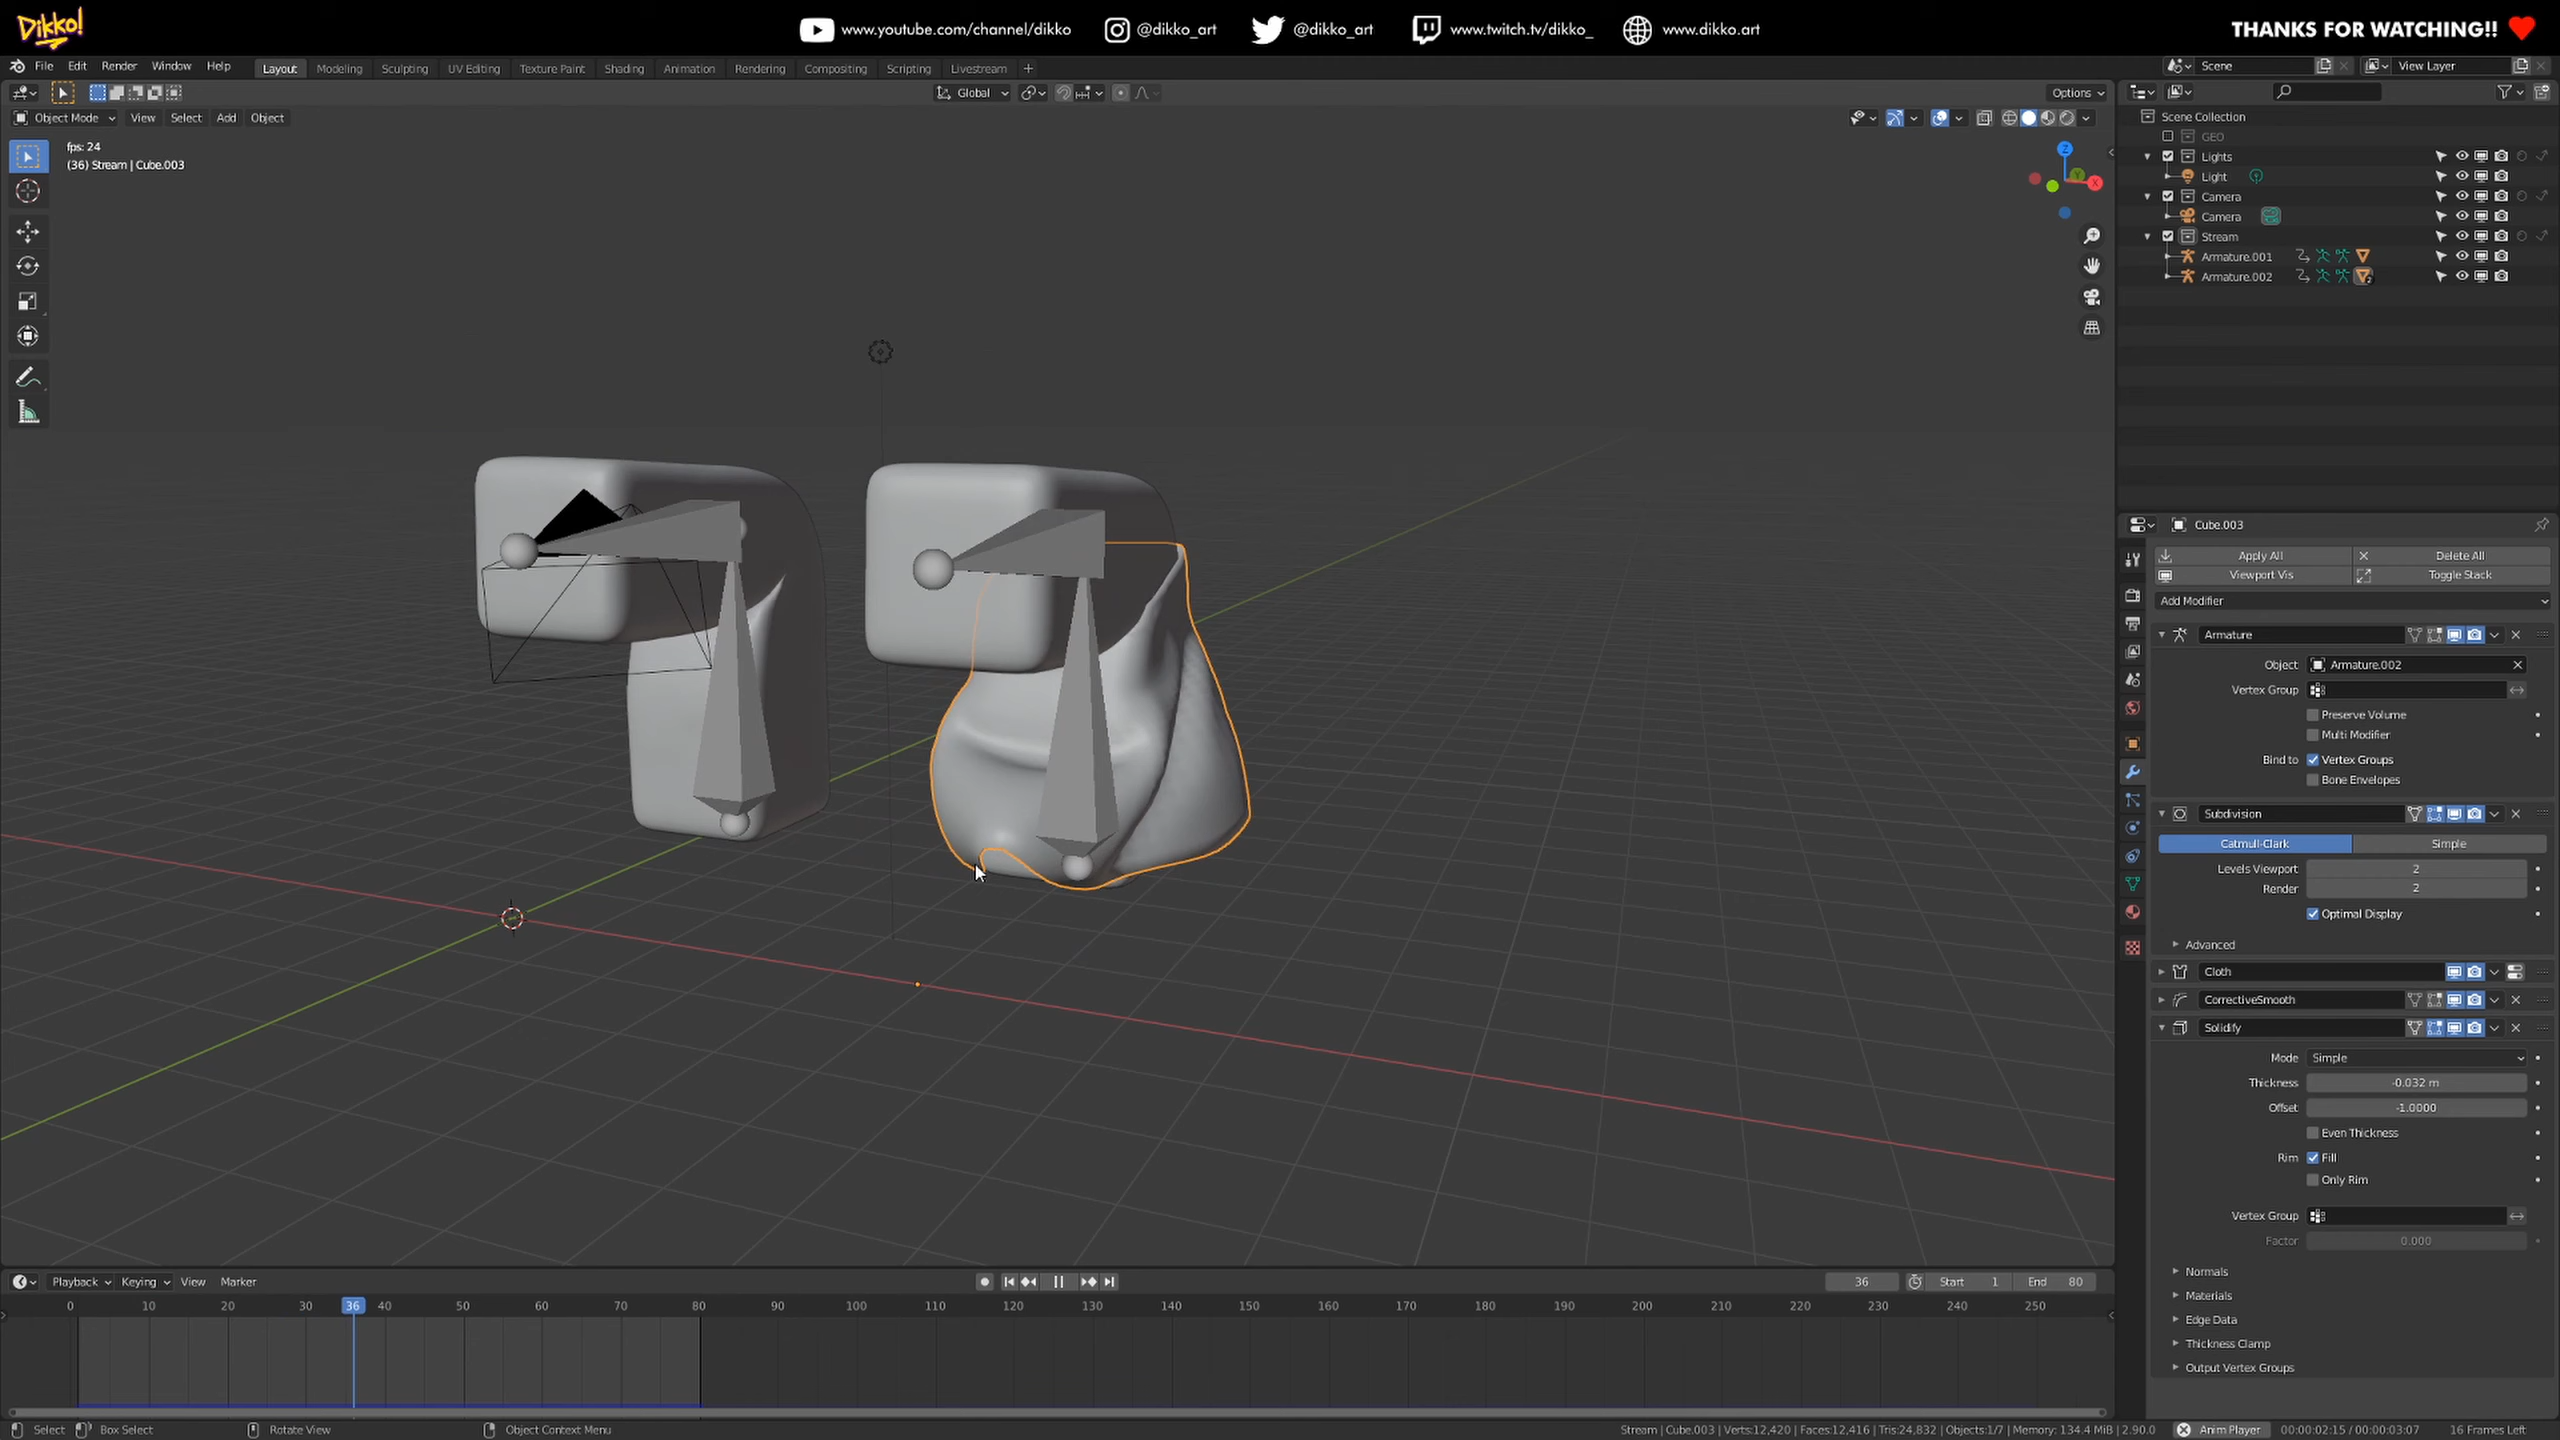 Dikko!
www.youtube.com/channel/dikko @dikko_art @dikko_art www.twitch.tv/dikko_ www.dikko.art
THANKS FOR WATCHING!!
File Edit Render Window Help Layout Modeling Sculpting UV Editing Texture Paint Shading Animation Rendering Compositing Scripting Livestream + Scene View Layer
Global Options
Object Mode View Select Add Object
fps: 24
(36) Stream | Cube.003
Z
Y
X
Scene Collection
GEO
Lights
Light
Camera
Camera
Stream
Armature.001
Armature.002
Cube.003
Apply All Delete All
Viewport Vis Toggle Stack
Add Modifier
Armature
Object Armature.002
Vertex Group
Preserve Volume
Multi Modifier
Bind to Vertex Groups
Bone Envelopes
Subdivision
Catmull-Clark Simple
Levels Viewport 2
Render 2
Optimal Display
Advanced
Cloth
CorrectiveSmooth
Solidify
Mode Simple
Thickness -0.032 m
Offset -1.0000
Even Thickness
Rim Fill
Only Rim
Vertex Group
Factor 0.000
Normals
Materials
Edge Data
Thickness Clamp
Output Vertex Groups
Playback Keying View Marker 36 Start 1 End 80
0 10 20 30 36 40 50 60 70 80 90 100 110 120 130 140 150 160 170 180 190 200 210 220 230 240 250
Select Box Select Rotate View Object Context Menu Stream | Cube.003 | Verts:12,420 | Faces:12,416 | Tris:24,832 | Objects:1/7 | Memory: 134.4 MiB | 2.90.0 Anim Player 00:00:02:15 / 00:00:03:07 16 Frames Left